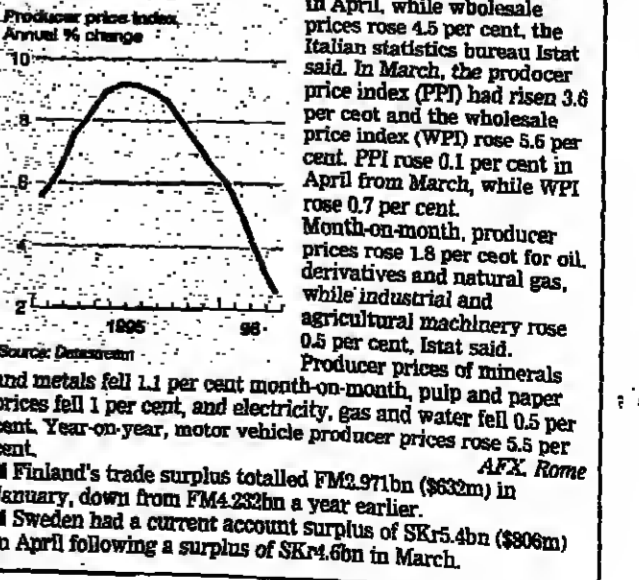 Producer price index,
Annual % change
10
8
6
4
2
1995 96
Source: Datastream
in April, while wholesale
prices rose 4.5 per cent, the
Italian statistics bureau Istat
said. In March, the producer
price index (PPI) had risen 3.6
per ceot and the wholesale
price index (WPI) rose 5.6 per
cent. PPI rose 0.1 per cent in
April from March, while WPI
rose 0.7 per cent.
Month-on-month, producer
prices rose 1.8 per ceot for oil,
derivatives and natural gas,
while industrial and
agricultural machinery rose
0.5 per cent, Istat said.
Producer prices of minerals
and metals fell 1.1 per cent month-on-month, pulp and paper
prices fell 1 per cent, and electricity, gas and water fell 0.5 per
cent. Year-on-year, motor vehicle producer prices rose 5.5 per
cent.
AFX, Rome
Finland's trade surplus totalled FM2.971bn ($632m) in
January, down from FM4.232bn a year earlier.
Sweden had a current account surplus of SKr5.4bn ($806m)
in April following a surplus of SKr4.6bn in March.